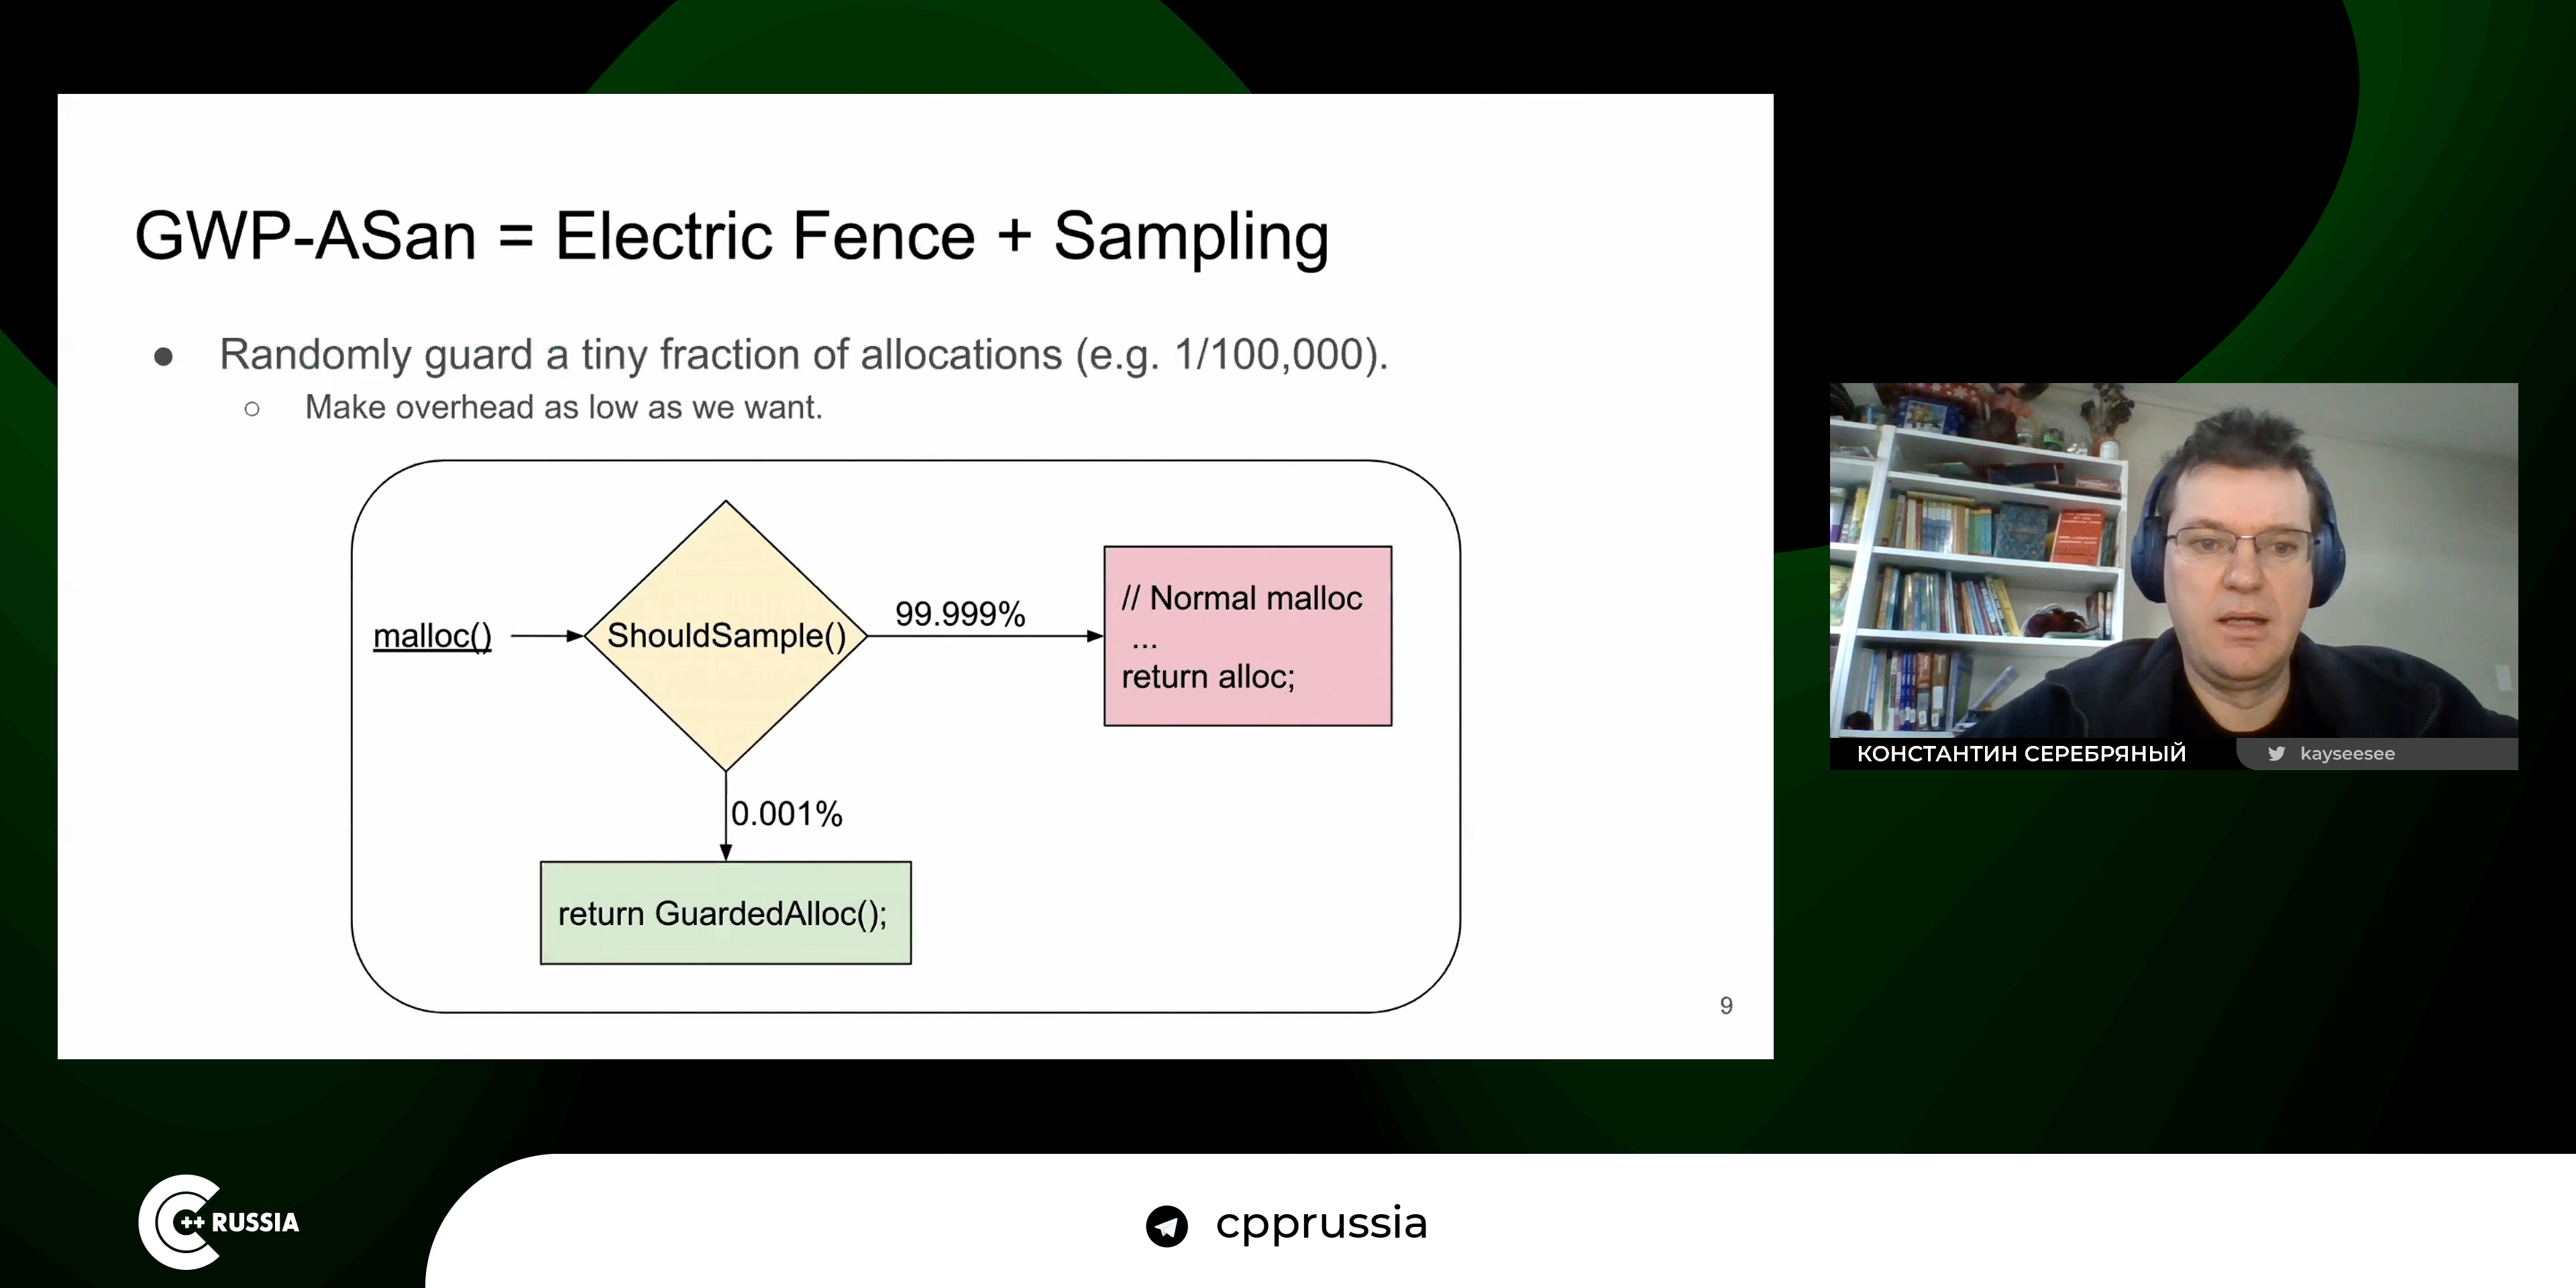 GWP-ASan = Electric Fence + Sampling
● Randomly guard a tiny fraction of allocations (e.g. 1/100,000).
○ Make overhead as low as we want.
malloc()
ShouldSample()
99.999%
// Normal malloc
...
return alloc;
0.001%
return GuardedAlloc();
9
КОНСТАНТИН СЕРЕБРЯНЫЙ
kayseesee
C++ RUSSIA
cpprussia